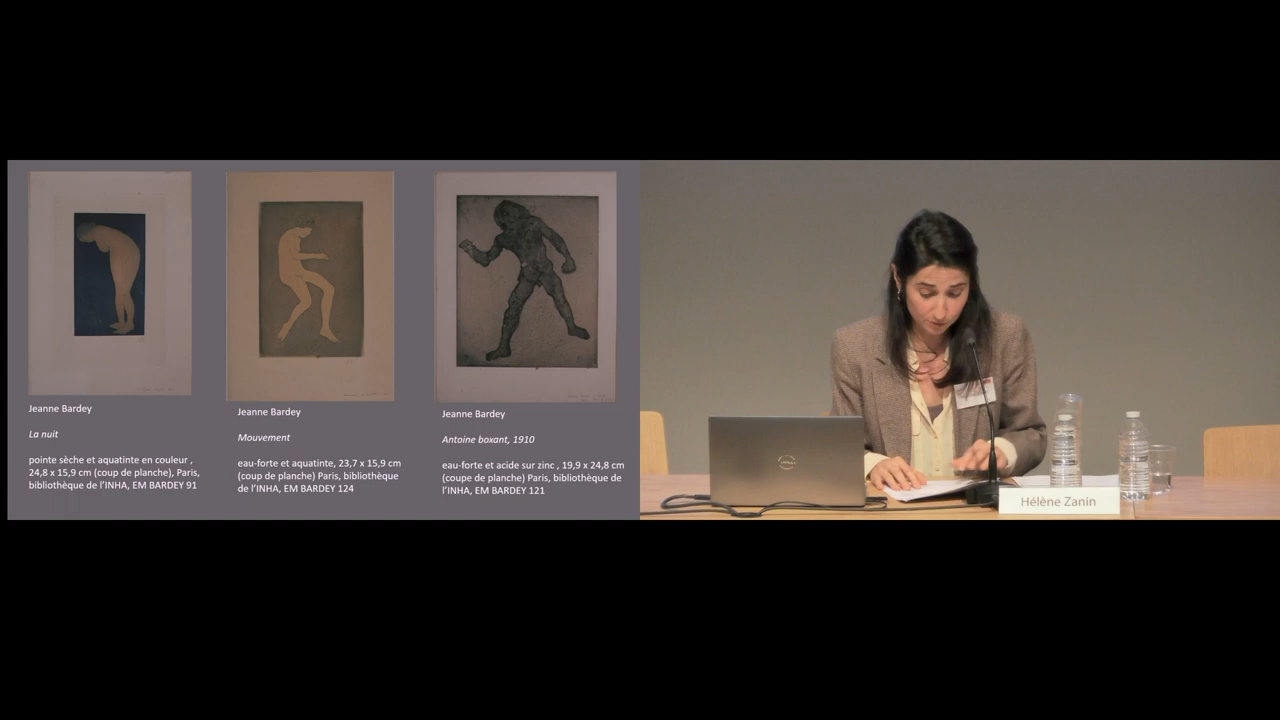 Jeanne Bardey
La nuit
pointe sèche et aquatinte en couleur ,
24,8 x 15,9 cm (coup de planche), Paris,
bibliothèque de l'INHA, EM BARDEY 91
Jeanne Bardey
Mouvement
eau-forte et aquatinte, 23,7 x 15,9 cm
(coup de planche) Paris, bibliothèque
de l'INHA, EM BARDEY 124
Jeanne Bardey
Antoine boxant, 1910
eau-forte et acide sur zinc , 19,9 x 24,8 cm
(coupe de planche) Paris, bibliothèque de
l'INHA, EM BARDEY 121
Hélène Zanin